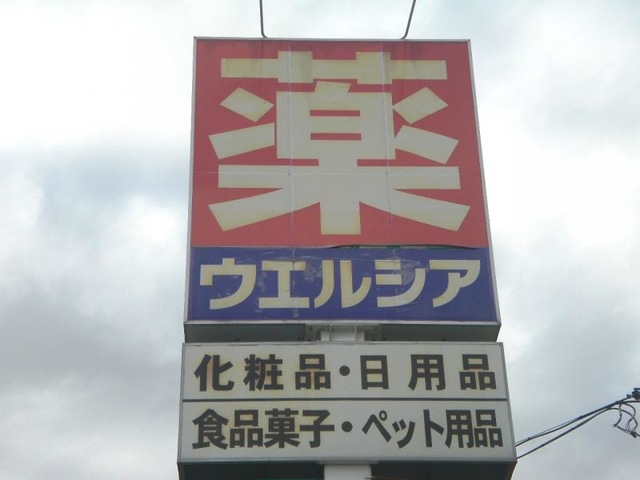 薬
ウエルシア
化粧品・日用品
食品菓子・ペット用品